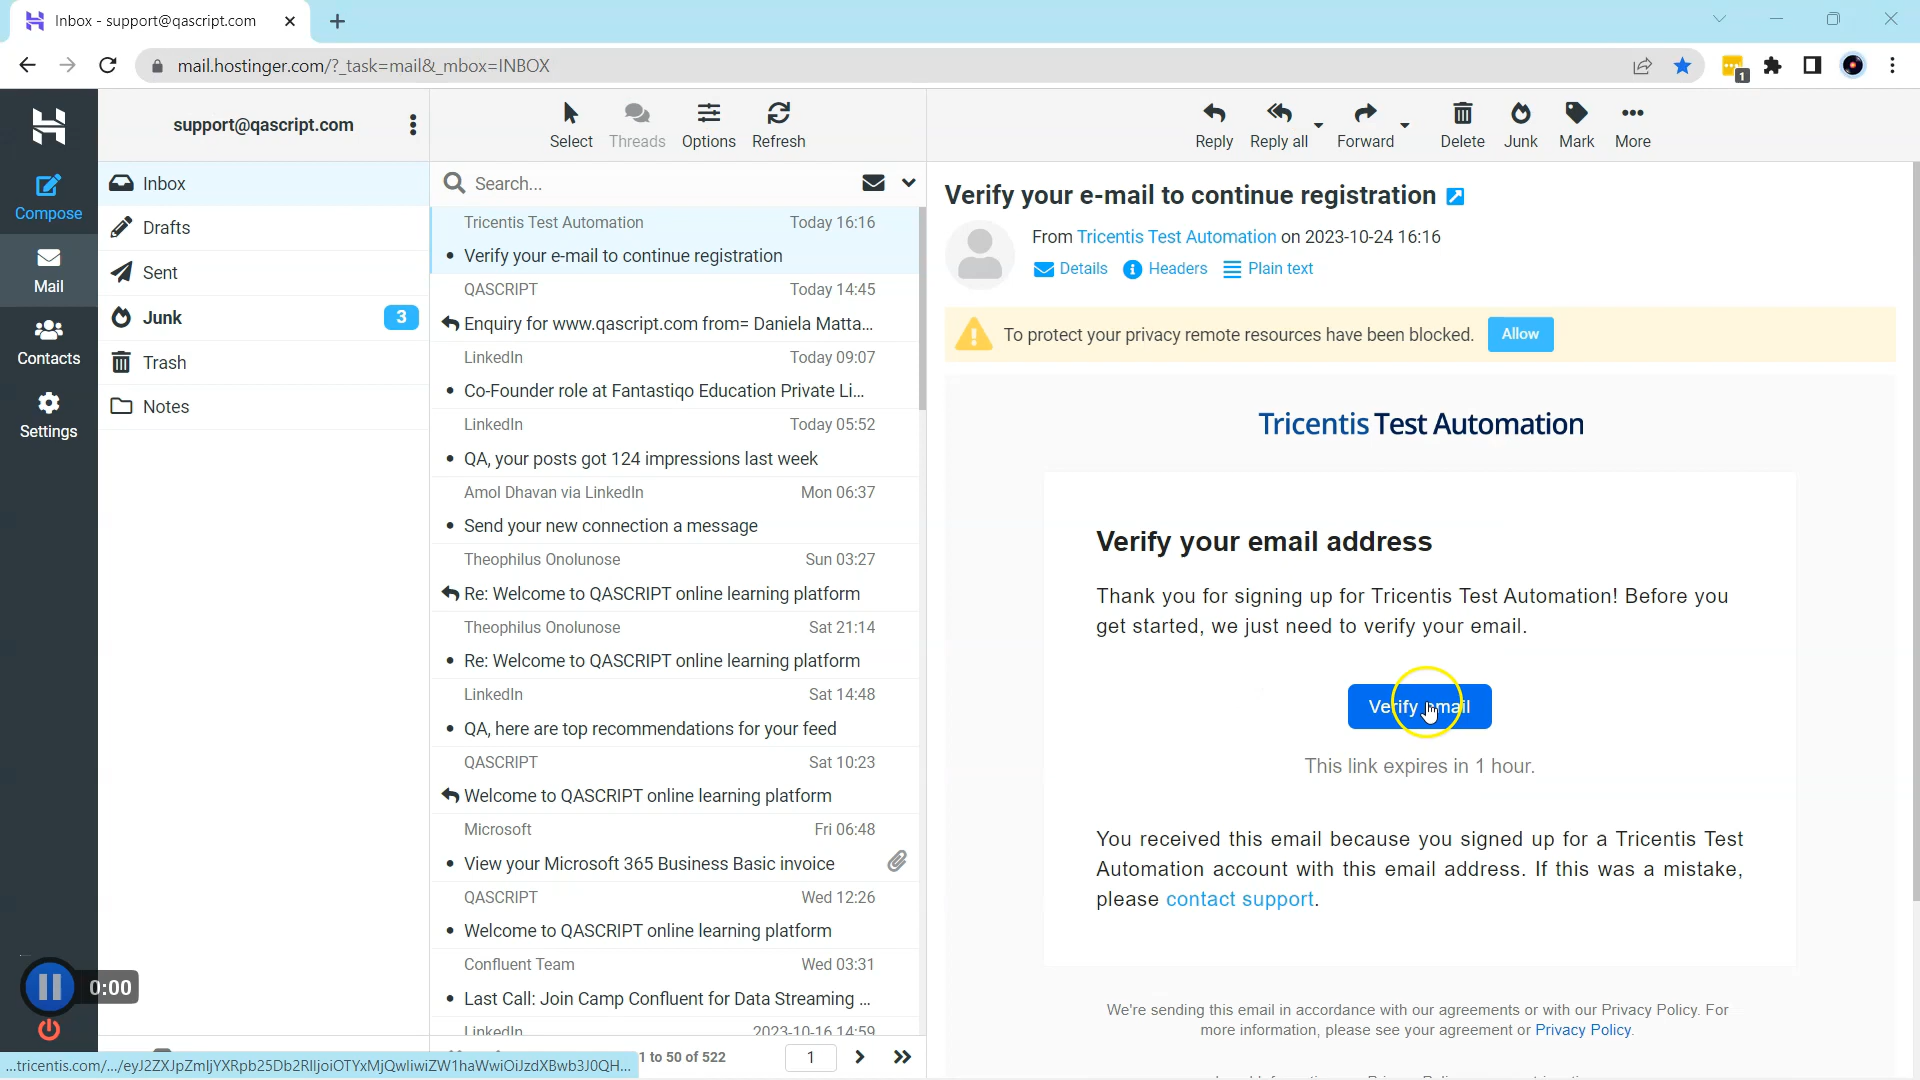 Inbox - support@qascript.com
mail.hostinger.com/?_task=mail&_mbox=INBOX
1
support@qascript.com
Select
Threads
Options
Refresh
Reply
Reply all
Forward
Delete
Junk
Mark
More
Compose
Mail
Contacts
Settings
Inbox
Drafts
Sent
Junk
3
Trash
Notes
Search...
Tricentis Test Automation Today 16:16
Verify your e-mail to continue registration
QASCRIPT Today 14:45
Enquiry for www.qascript.com from= Daniela Matta...
LinkedIn Today 09:07
Co-Founder role at Fantastiqo Education Private Li...
LinkedIn Today 05:52
QA, your posts got 124 impressions last week
Amol Dhavan via LinkedIn Mon 06:37
Send your new connection a message
Theophilus Onolunose Sun 03:27
Re: Welcome to QASCRIPT online learning platform
Theophilus Onolunose Sat 21:14
Re: Welcome to QASCRIPT online learning platform
LinkedIn Sat 14:48
QA, here are top recommendations for your feed
QASCRIPT Sat 10:23
Welcome to QASCRIPT online learning platform
Microsoft Fri 06:48
View your Microsoft 365 Business Basic invoice
QASCRIPT Wed 12:26
Welcome to QASCRIPT online learning platform
Confluent Team Wed 03:31
Last Call: Join Camp Confluent for Data Streaming ...
LinkedIn 2023-10-16 14:59
1 to 50 of 522
1
Verify your e-mail to continue registration
From Tricentis Test Automation on 2023-10-24 16:16
Details
Headers
Plain text
To protect your privacy remote resources have been blocked.
Allow
Tricentis Test Automation
Verify your email address
Thank you for signing up for Tricentis Test Automation! Before you
get started, we just need to verify your email.
Verify email
This link expires in 1 hour.
You received this email because you signed up for a Tricentis Test
Automation account with this email address. If this was a mistake,
please contact support.
We're sending this email in accordance with our agreements or with our Privacy Policy. For
more information, please see your agreement or Privacy Policy.
0:00